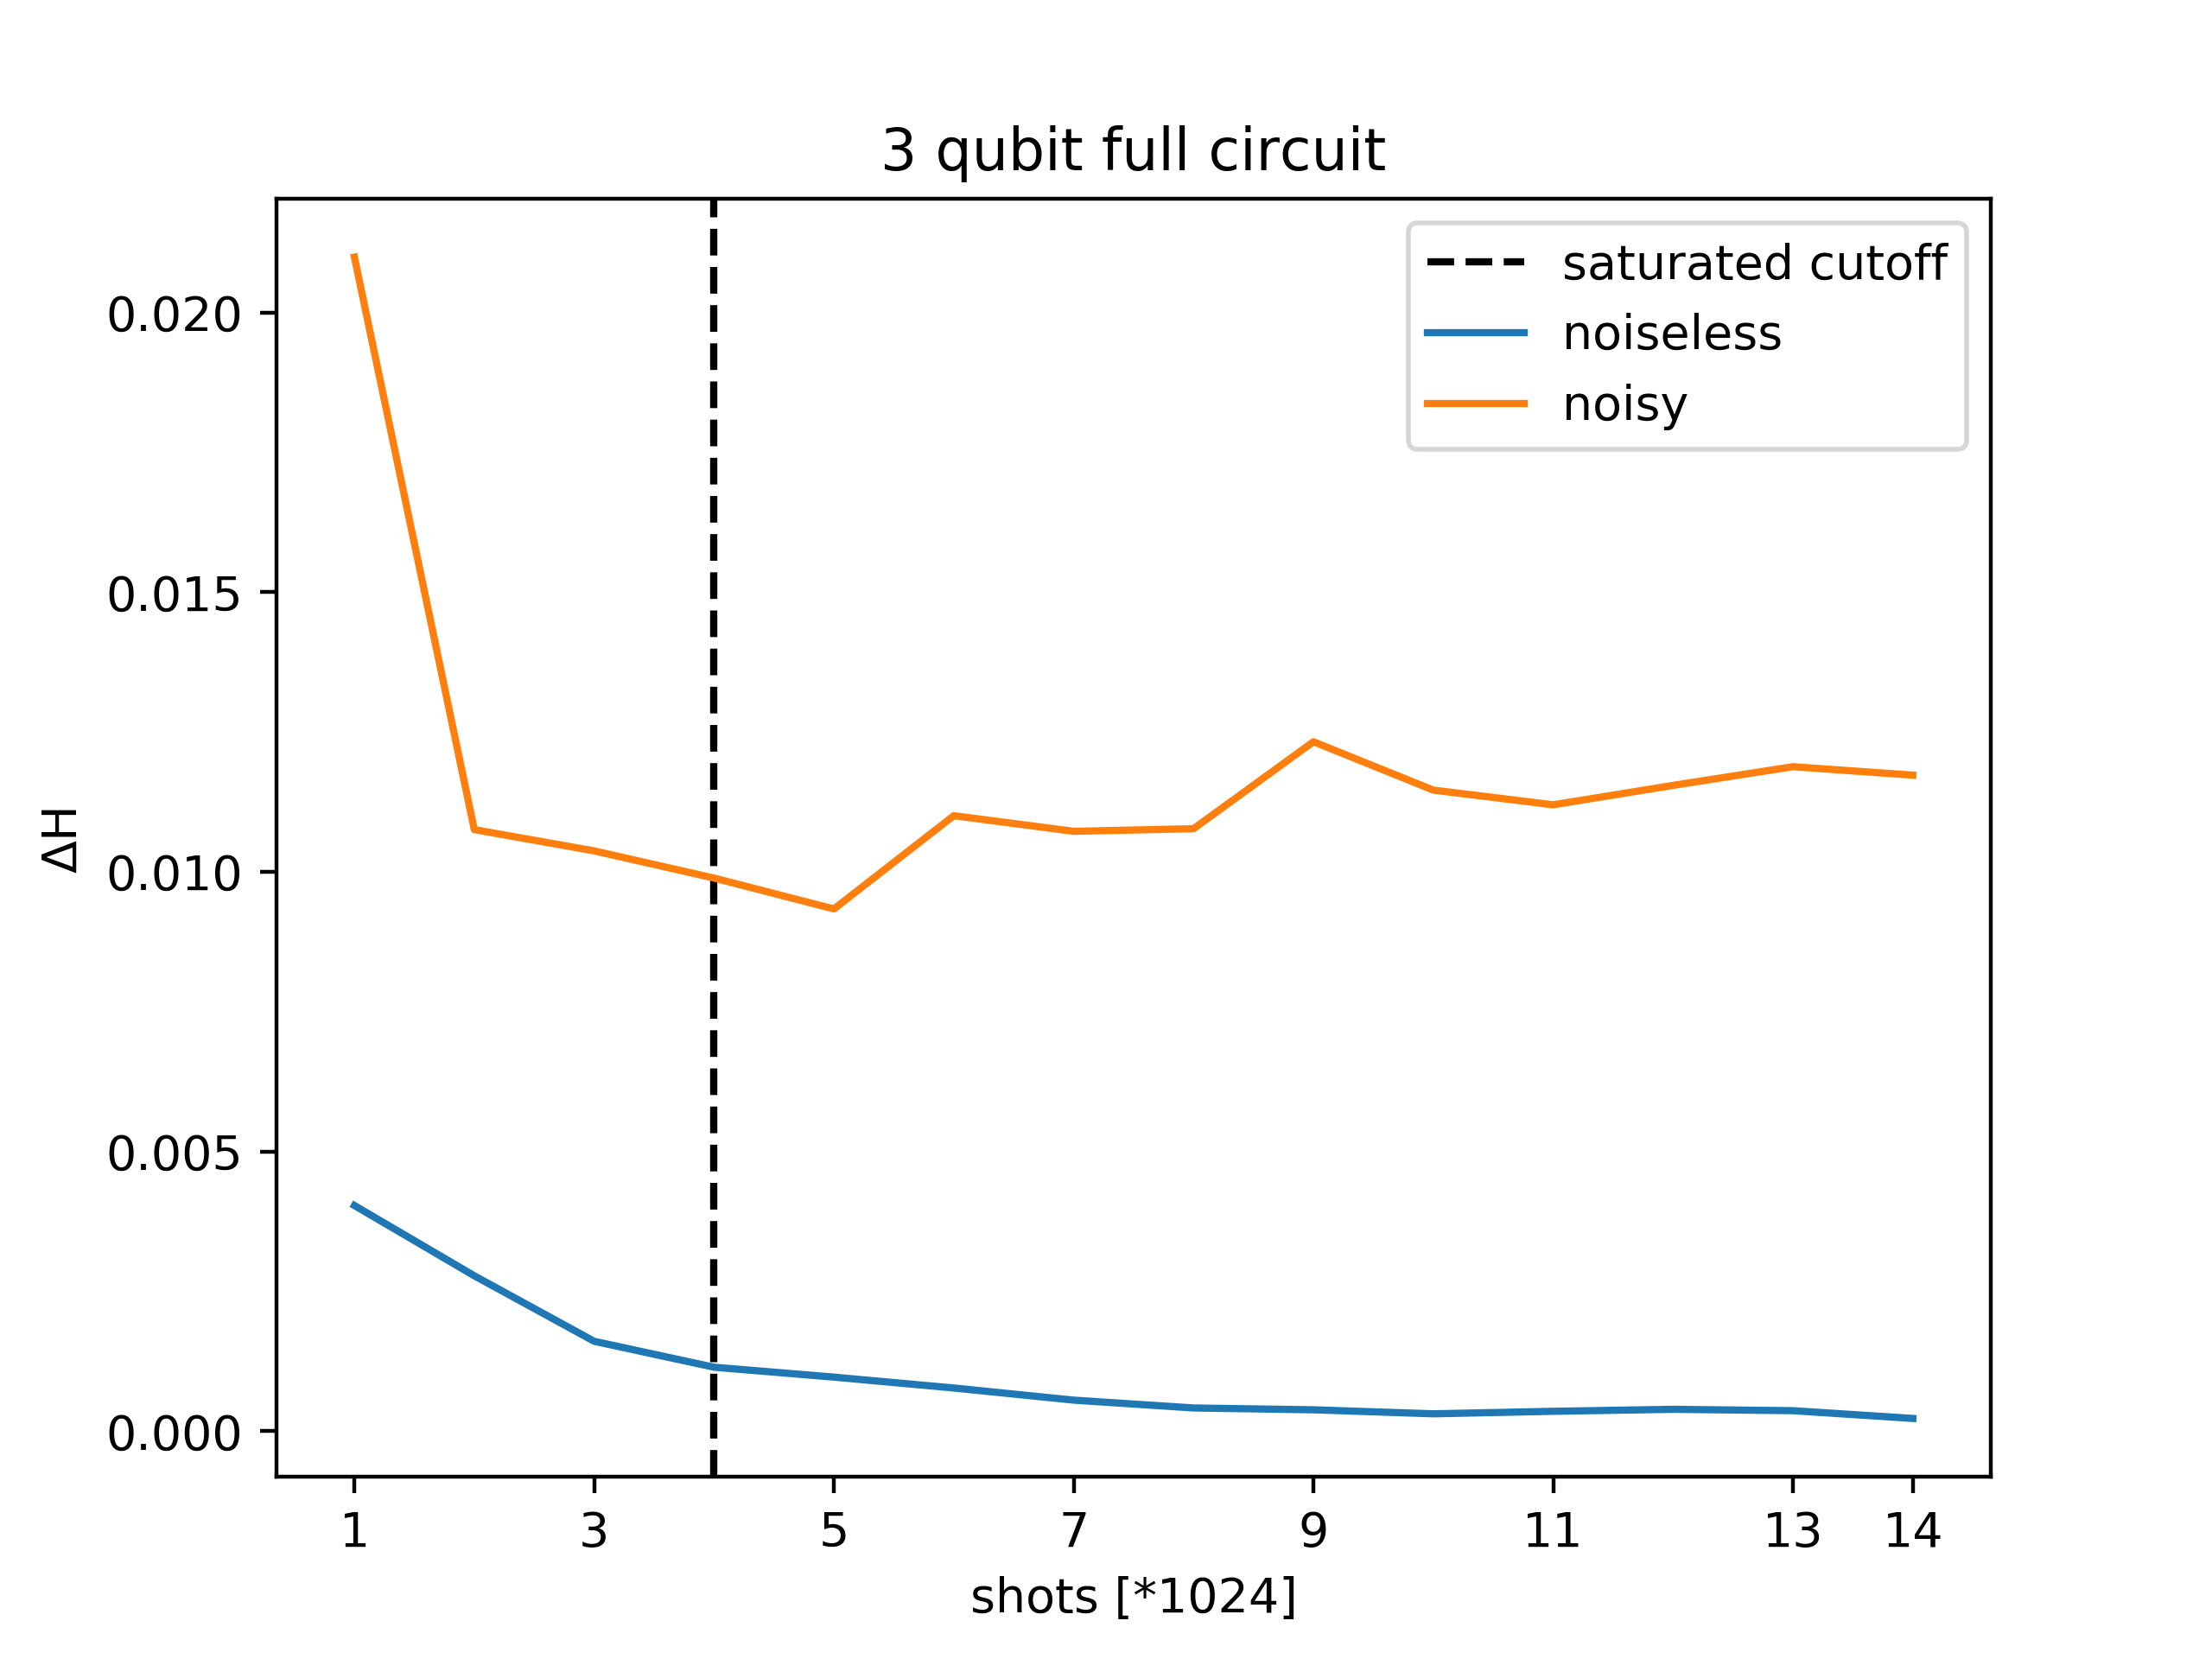 3 qubit full circuit
saturated cutoff
noiseless
noisy
0.020
0.015
0.010
0.005
0.000
ΔH
1 3 5 7 9 11 13 14
shots [*1024]